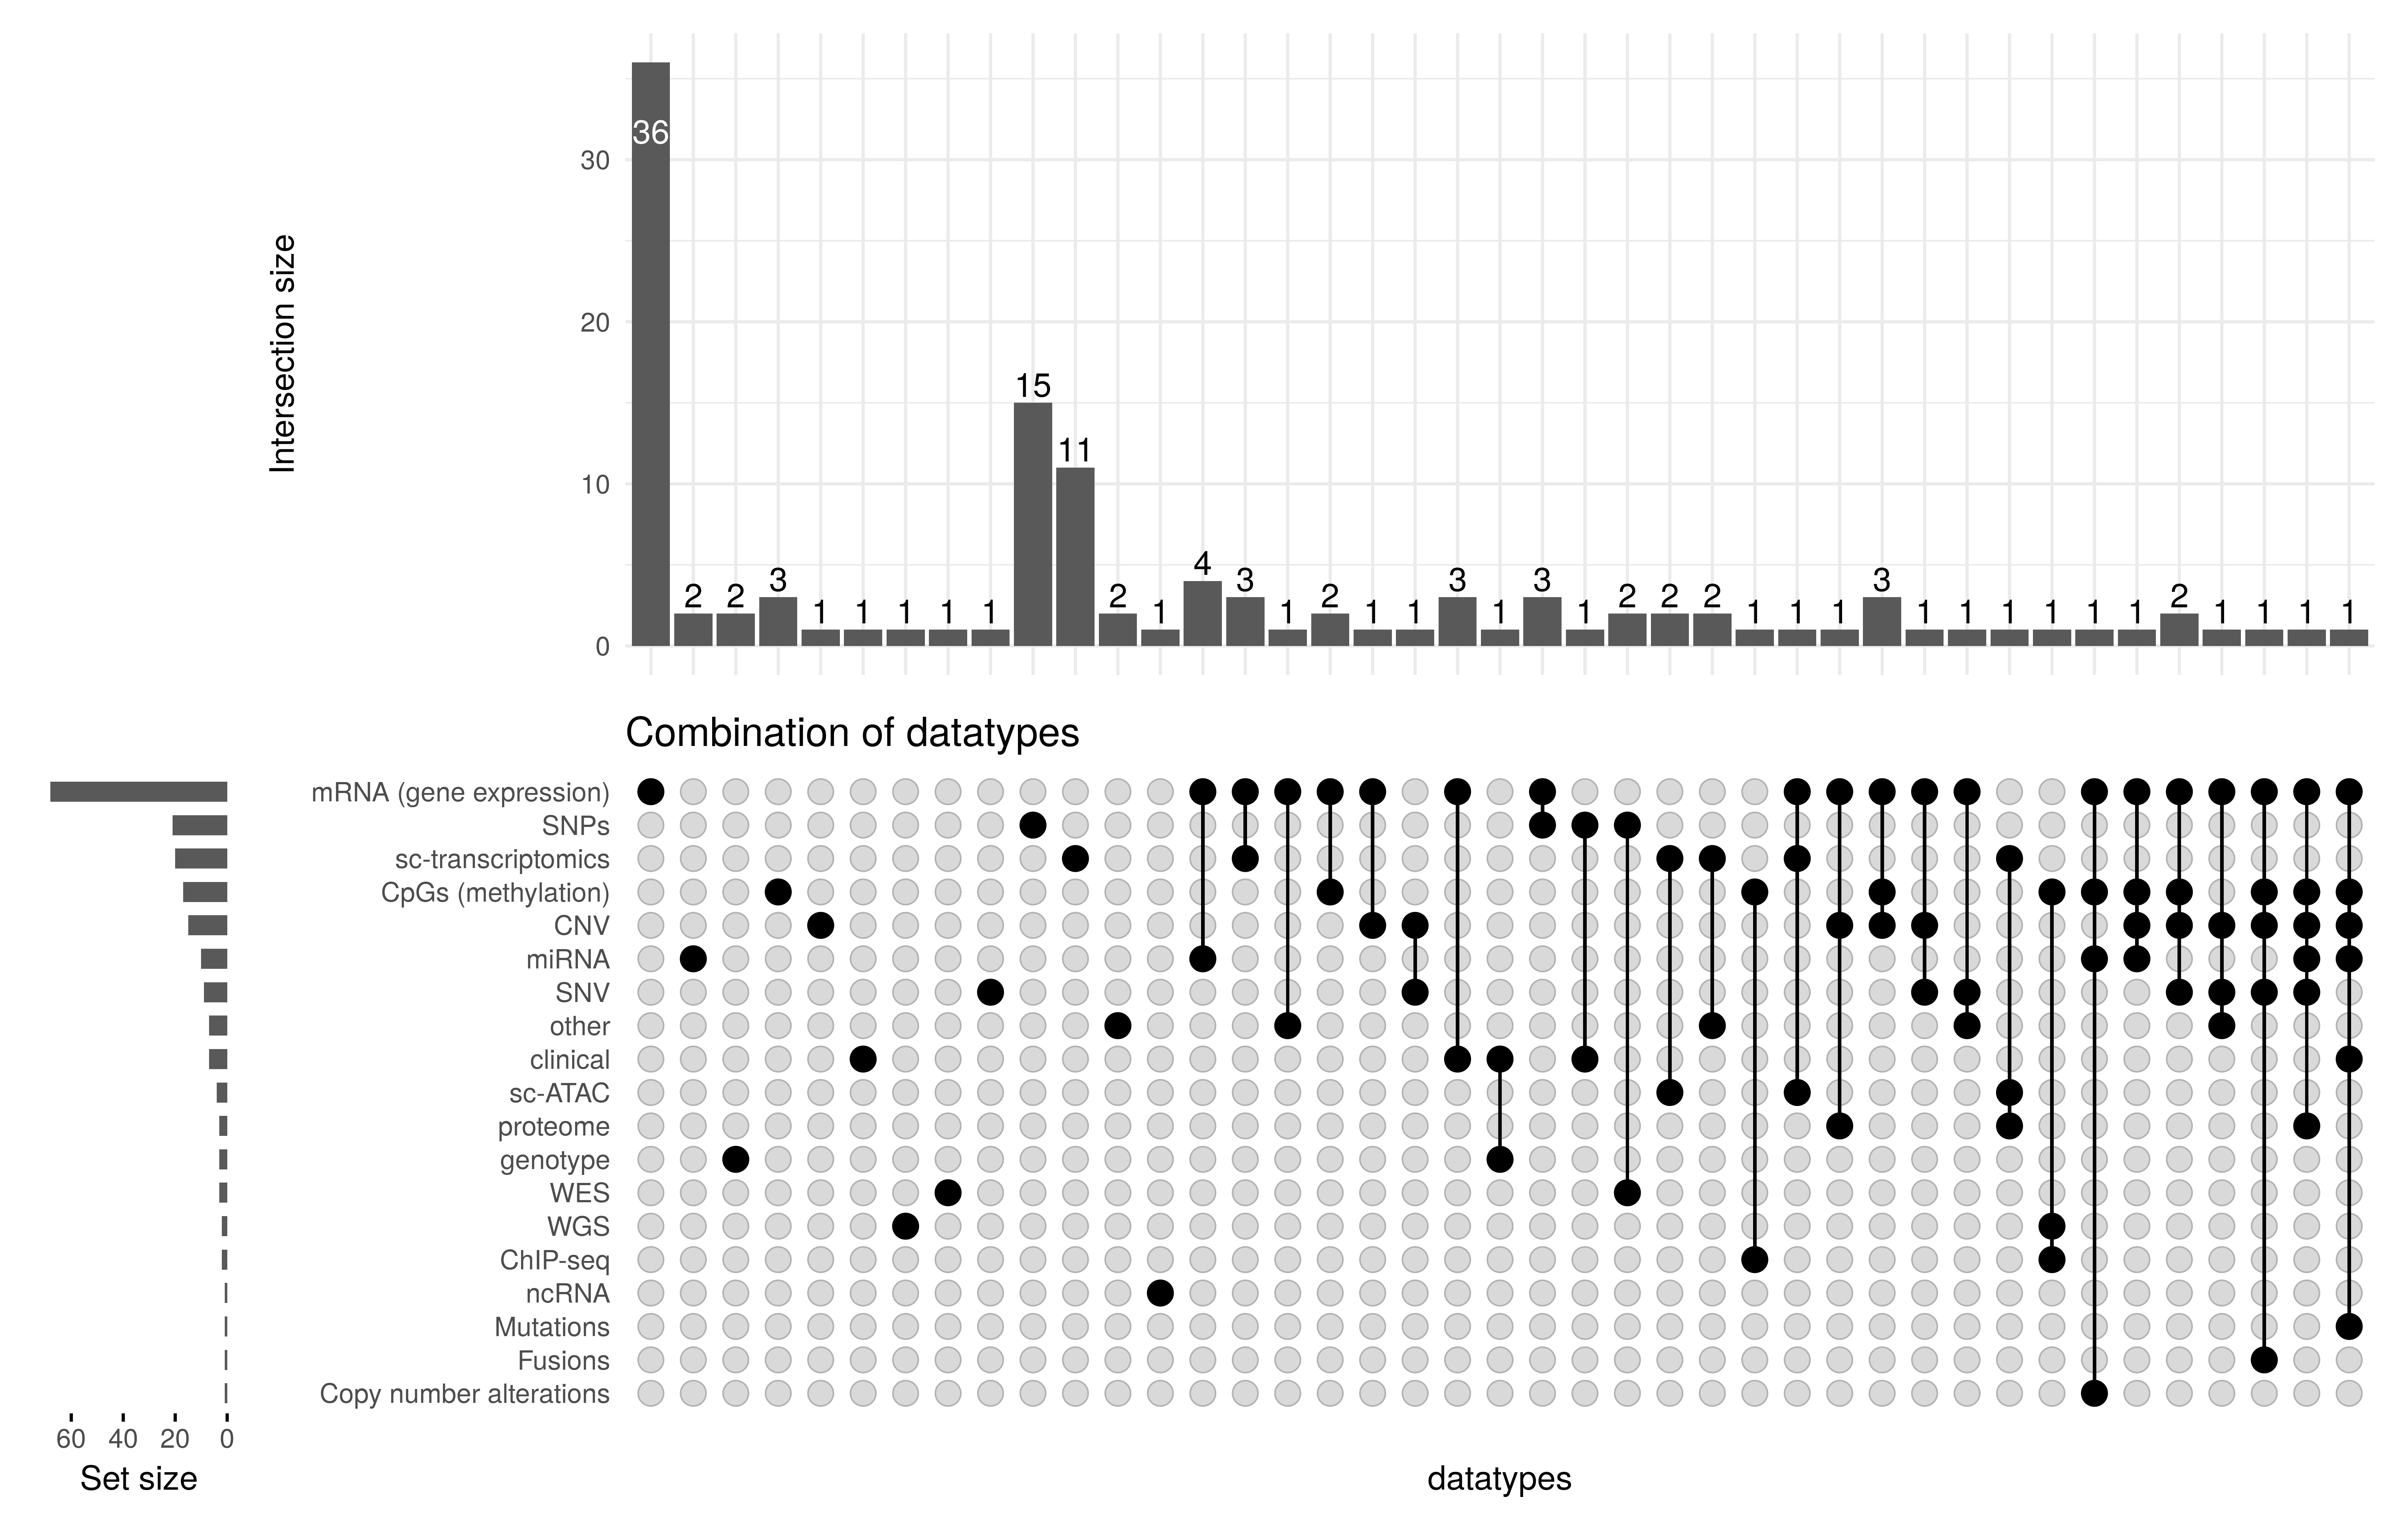 Intersection size
30
20
10
0
36
2 2 3 1 1 1 1 1 15 11 2 1 4 3 1 2 1 1 3 1 3 1 2 2 2 1 1 1 3 1 1 1 1 1 1 2 1 1 1 1
Combination of datatypes
mRNA (gene expression)
SNPs
sc-transcriptomics
CpGs (methylation)
CNV
miRNA
SNV
other
clinical
sc-ATAC
proteome
genotype
WES
WGS
ChIP-seq
ncRNA
Mutations
Fusions
Copy number alterations
60 40 20 0
Set size
datatypes